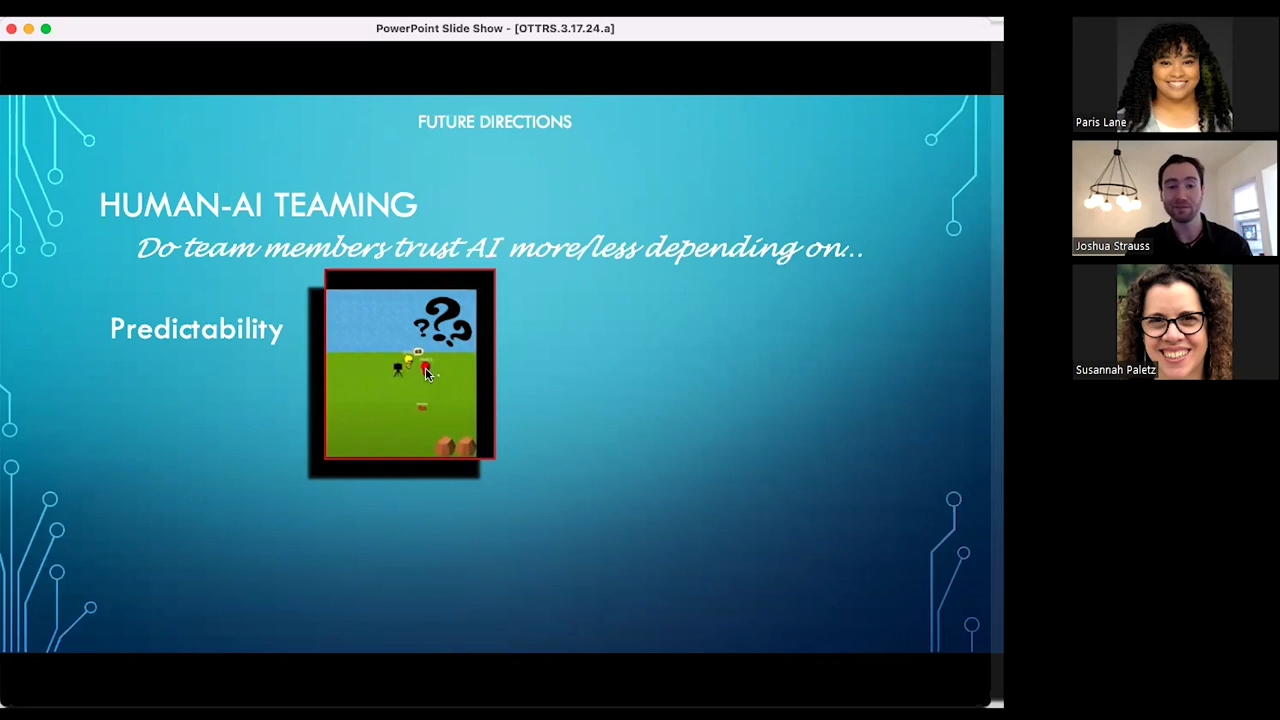 PowerPoint Slide Show - [OTTRS.3.17.24.a]
FUTURE DIRECTIONS
HUMAN-AI TEAMING
Do team members trust AI more/less depending on...
Predictability
???
Paris Lane
Joshua Strauss
Susannah Paletz